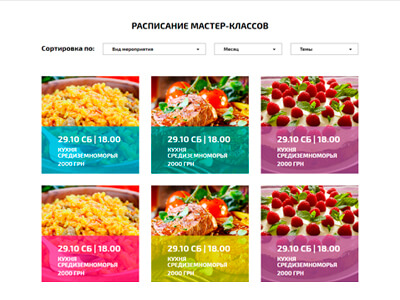 РАСПИСАНИЕ МАСТЕР-КЛАССОВ
Сортировка по: Вид мероприятия Месяц Темы
29.10 СБ | 18.00 29.10 СБ | 18.00 29.10 СБ | 18.00
КУХНЯ КУХНЯ КУХНЯ
СРЕДИЗЕМНОМОРЬЯ СРЕДИЗЕМНОМОРЬЯ СРЕДИЗЕМНОМОРЬЯ
2000 ГРН 2000 ГРН 2000 ГРН
29.10 СБ | 18.00 29.10 СБ | 18.00 29.10 СБ | 18.00
КУХНЯ КУХНЯ КУХНЯ
СРЕДИЗЕМНОМОРЬЯ СРЕДИЗЕМНОМОРЬЯ СРЕДИЗЕМНОМОРЬЯ
2000 ГРН 2000 ГРН 2000 ГРН